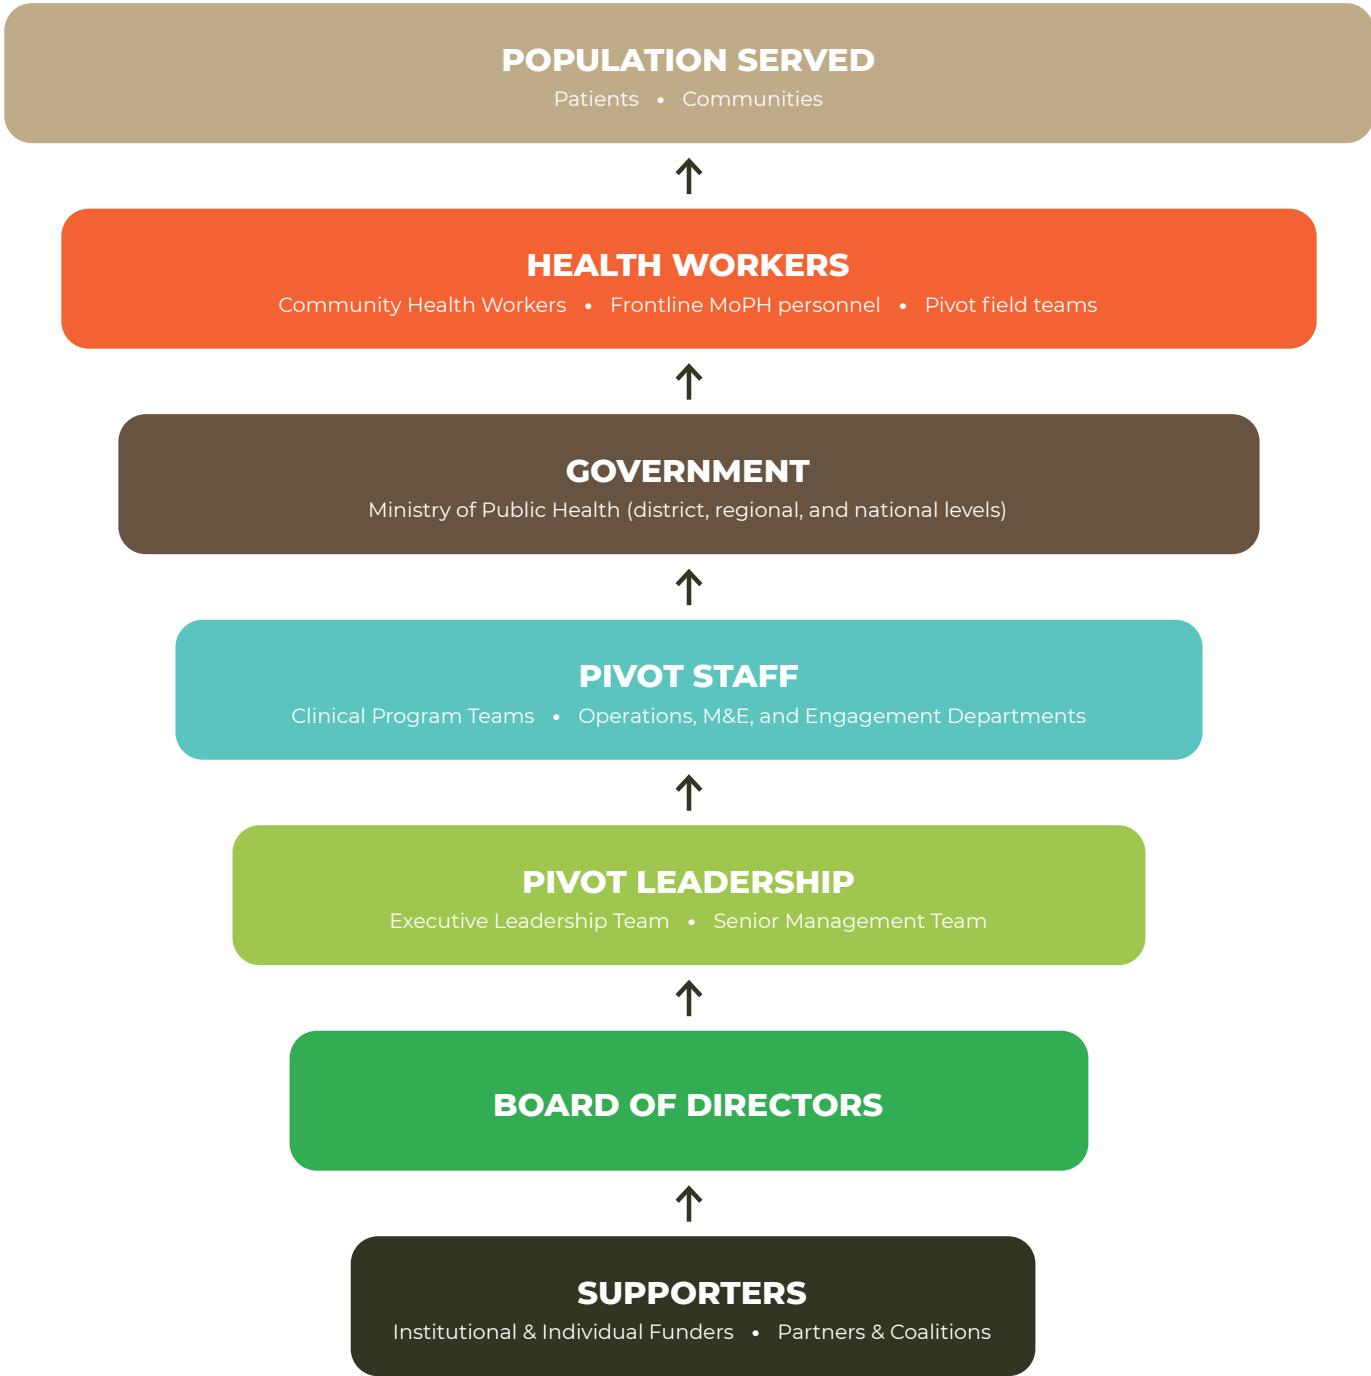 POPULATION SERVED
Patients • Communities
HEALTH WORKERS
Community Health Workers • Frontline MoPH personnel • Pivot field teams
GOVERNMENT
Ministry of Public Health (district, regional, and national levels)
PIVOT STAFF
Clinical Program Teams • Operations, M&E, and Engagement Departments
PIVOT LEADERSHIP
Executive Leadership Team • Senior Management Team
BOARD OF DIRECTORS
SUPPORTERS
Institutional & Individual Funders • Partners & Coalitions